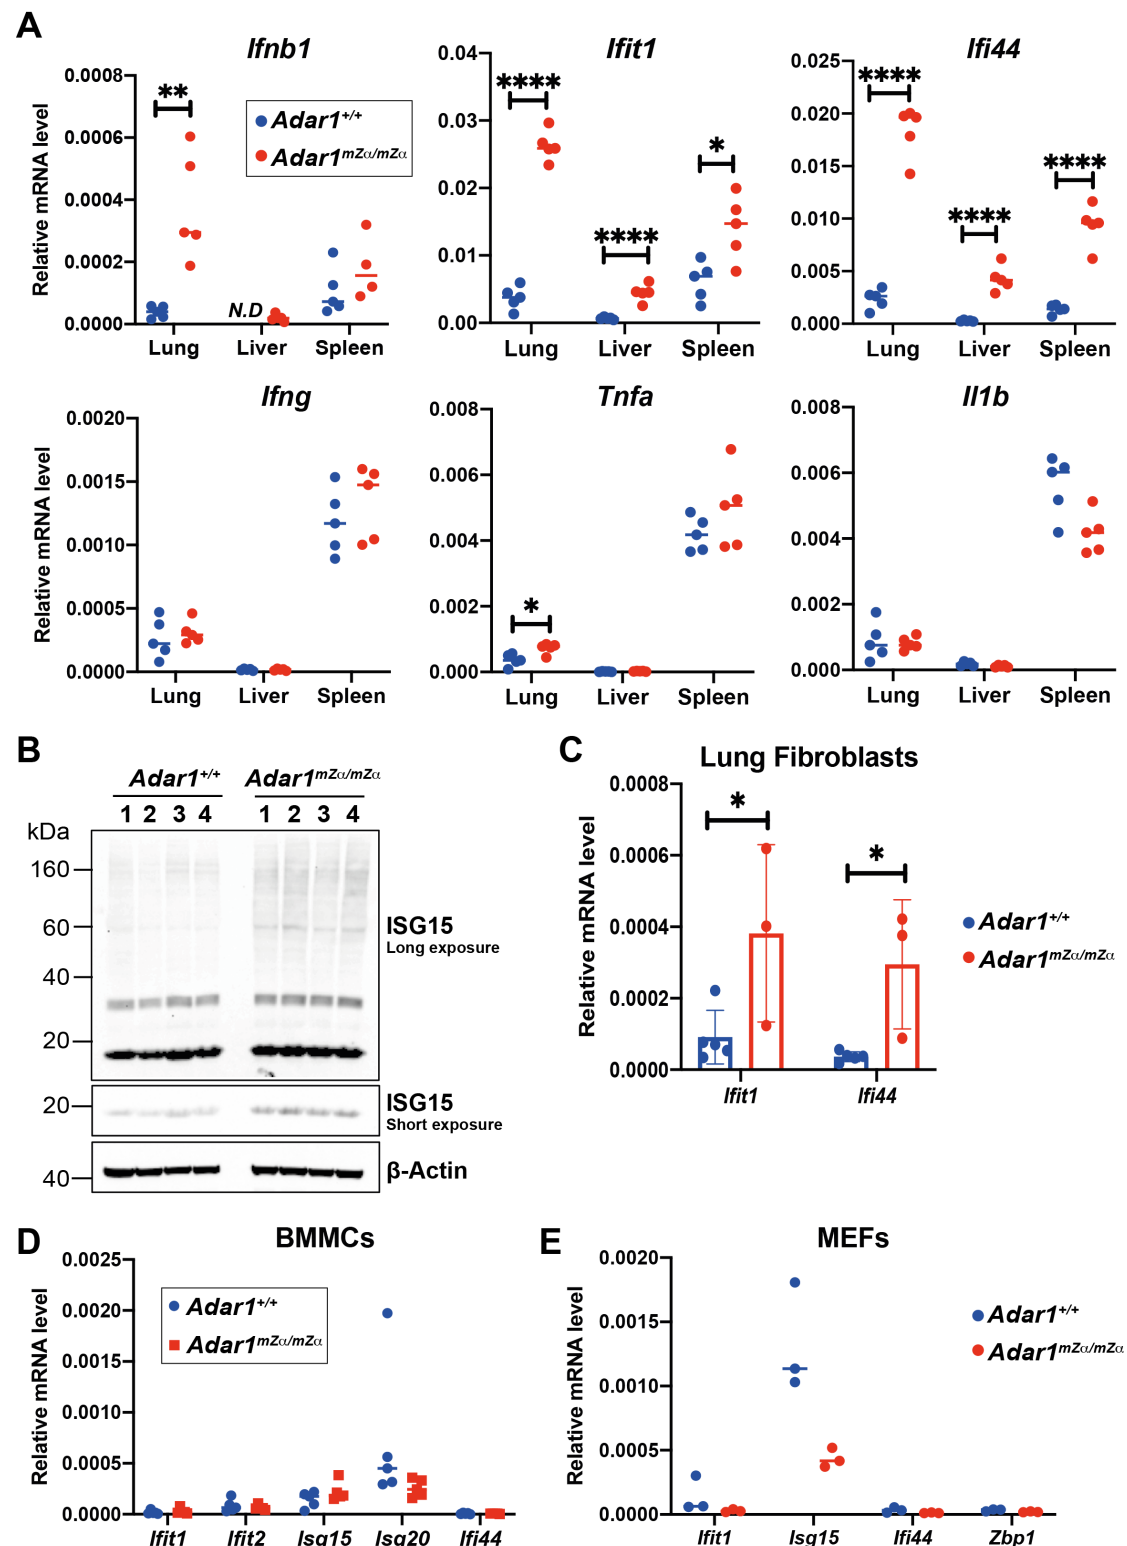 A
Ifnb1
Ifit1
Ifi44
Relative mRNA level
0.0008
0.0006
0.0004
0.0002
0.0000
**
Adar1+/+
Adar1mZα/mZα
N.D
Lung
Liver
Spleen
0.04
0.03
0.02
0.01
0.00
****
****
*
Lung
Liver
Spleen
0.025
0.020
0.015
0.010
0.005
0.000
****
****
****
Lung
Liver
Spleen
Ifng
Tnfa
Il1b
Relative mRNA level
0.0020
0.0015
0.0010
0.0005
0.0000
Lung
Liver
Spleen
0.008
0.006
0.004
0.002
0.000
*
Lung
Liver
Spleen
0.008
0.006
0.004
0.002
0.000
Lung
Liver
Spleen
B
Adar1+/+
Adar1mZα/mZα
1 2 3 4
1 2 3 4
kDa
160
60
40
20
ISG15
Long exposure
20
ISG15
Short exposure
40
β-Actin
C
Lung Fibroblasts
Relative mRNA level
0.0008
0.0006
0.0004
0.0002
0.0000
*
*
Ifit1
Ifi44
Adar1+/+
Adar1mZα/mZα
D
BMMCs
Relative mRNA level
0.0025
0.0020
0.0015
0.0010
0.0005
0.0000
Adar1+/+
Adar1mZα/mZα
Ifit1
Ifit2
Isg15
Isg20
Ifi44
E
MEFs
Relative mRNA level
0.0020
0.0015
0.0010
0.0005
0.0000
Adar1+/+
Adar1mZα/mZα
Ifit1
Isg15
Ifi44
Zbp1